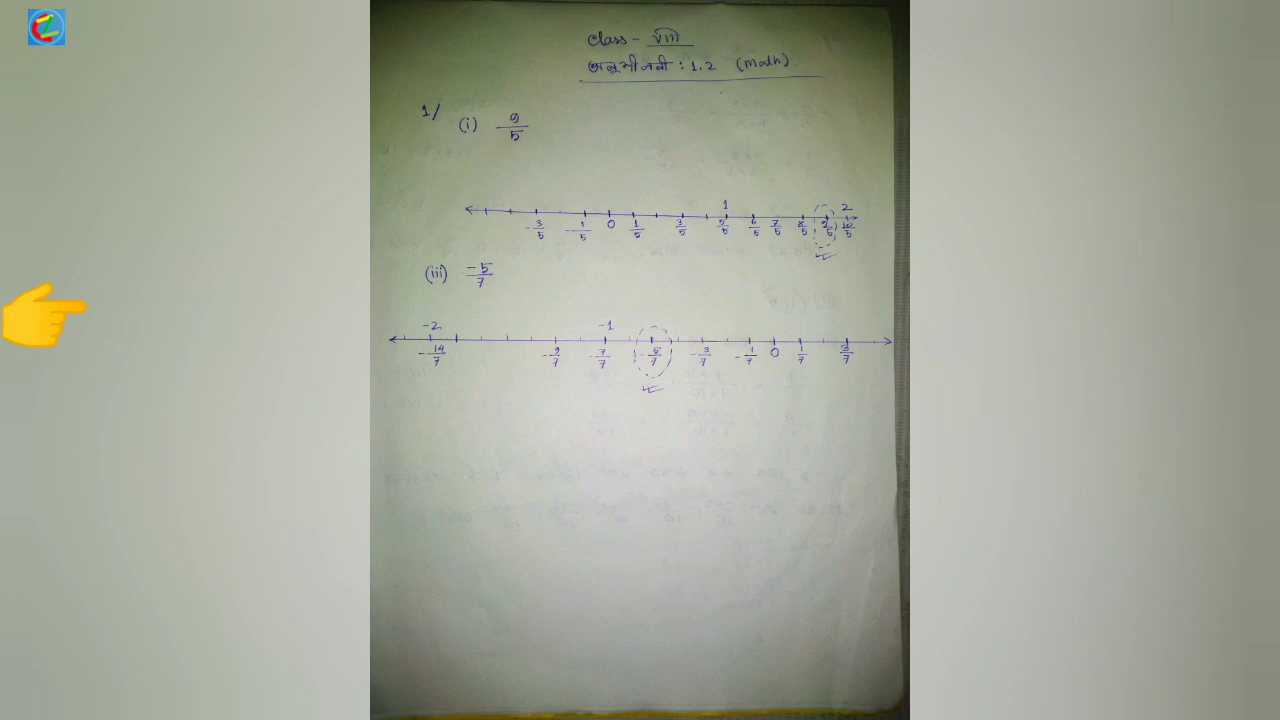 Class - VIII
অনুশীলনী : 1.2 (Math)
1/ (i) 9/5
1 2
-3/5 -1/5 0 1/5 3/5 5/5 6/5 7/5 8/5 9/5 10/5
(iii) -5/7
-2 -1
-14/7 -9/7 -7/7 -5/7 -3/7 -1/7 0 1/7 3/7